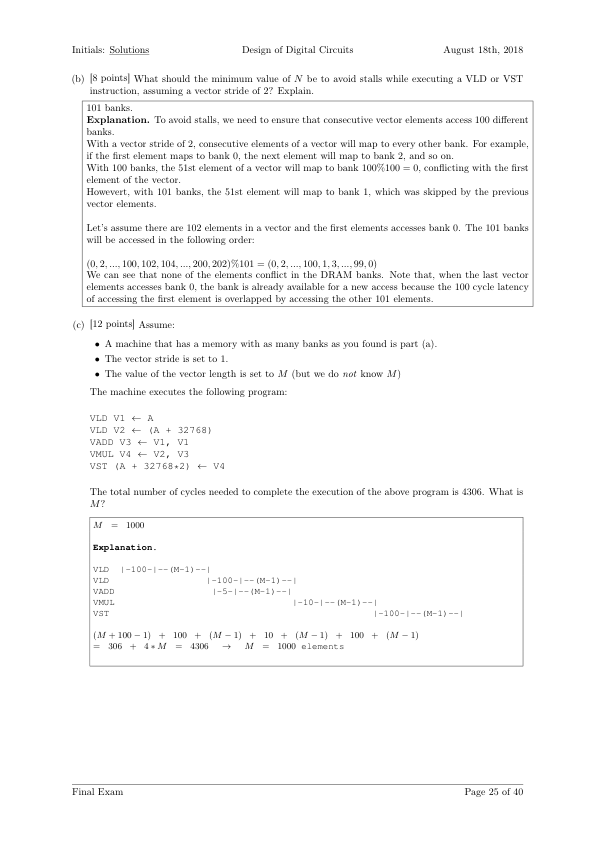 Initials: Solutions Design of Digital Circuits August 18th, 2018
(b) [8 points] What should the minimum value of N be to avoid stalls while executing a VLD or VST
instruction, assuming a vector stride of 2? Explain.
101 banks.
Explanation. To avoid stalls, we need to ensure that consecutive vector elements access 100 different
banks.
With a vector stride of 2, consecutive elements of a vector will map to every other bank. For example,
if the first element maps to bank 0, the next element will map to bank 2, and so on.
With 100 banks, the 51st element of a vector will map to bank 100%100 = 0, conflicting with the first
element of the vector.
Howevert, with 101 banks, the 51st element will map to bank 1, which was skipped by the previous
vector elements.
Let's assume there are 102 elements in a vector and the first elements accesses bank 0. The 101 banks
will be accessed in the following order:
(0, 2, ..., 100, 102, 104, ..., 200, 202)%101 = (0, 2, ..., 100, 1, 3, ..., 99, 0)
We can see that none of the elements conflict in the DRAM banks. Note that, when the last vector
elements accesses bank 0, the bank is already available for a new access because the 100 cycle latency
of accessing the first element is overlapped by accessing the other 101 elements.
(c) [12 points] Assume:
• A machine that has a memory with as many banks as you found is part (a).
• The vector stride is set to 1.
• The value of the vector length is set to M (but we do not know M)
The machine executes the following program:
VLD V1 ← A
VLD V2 ← (A + 32768)
VADD V3 ← V1, V1
VMUL V4 ← V2, V3
VST (A + 32768*2) ← V4
The total number of cycles needed to complete the execution of the above program is 4306. What is
M?
M = 1000
Explanation.
VLD |-100-|--(M-1)--|
VLD |-100-|--(M-1)--|
VADD |-5-|--(M-1)--|
VMUL |-10-|--(M-1)--|
VST |-100-|--(M-1)--|
(M + 100 − 1) + 100 + (M − 1) + 10 + (M − 1) + 100 + (M − 1)
= 306 + 4 ∗ M = 4306 → M = 1000 elements
Final Exam Page 25 of 40